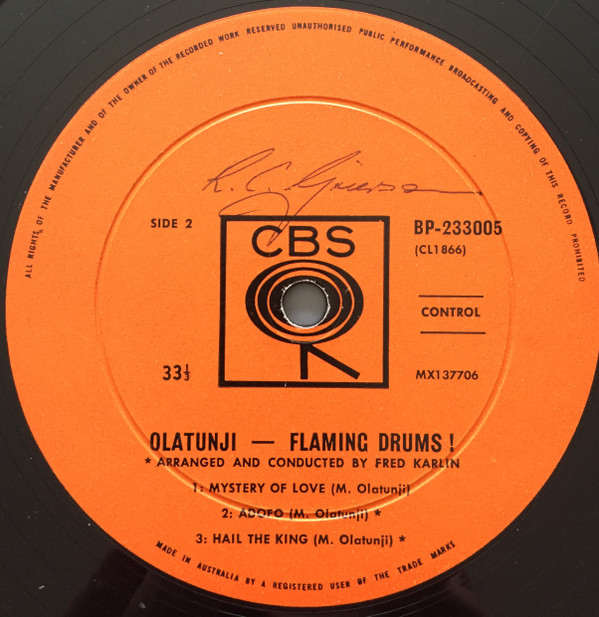 ALL RIGHTS OF THE MANUFACTURER AND OF THE OWNER OF THE RECORDED WORK RESERVED UNAUTHORISED PUBLIC PERFORMANCE BROADCASTING AND COPYING OF THIS RECORD PROHIBITED
R. C.
SIDE 2
CBS
BP-233005
(CL1866)
CONTROL
33⅓
MX137706
OLATUNJI — FLAMING DRUMS!
* ARRANGED AND CONDUCTED BY FRED KARLIN
1: MYSTERY OF LOVE (M. Olatunji)
2: ADOFO (M. Olatunji) *
3: HAIL THE KING (M. Olatunji) *
MADE IN AUSTRALIA BY A REGISTERED USER OF THE TRADE MARKS